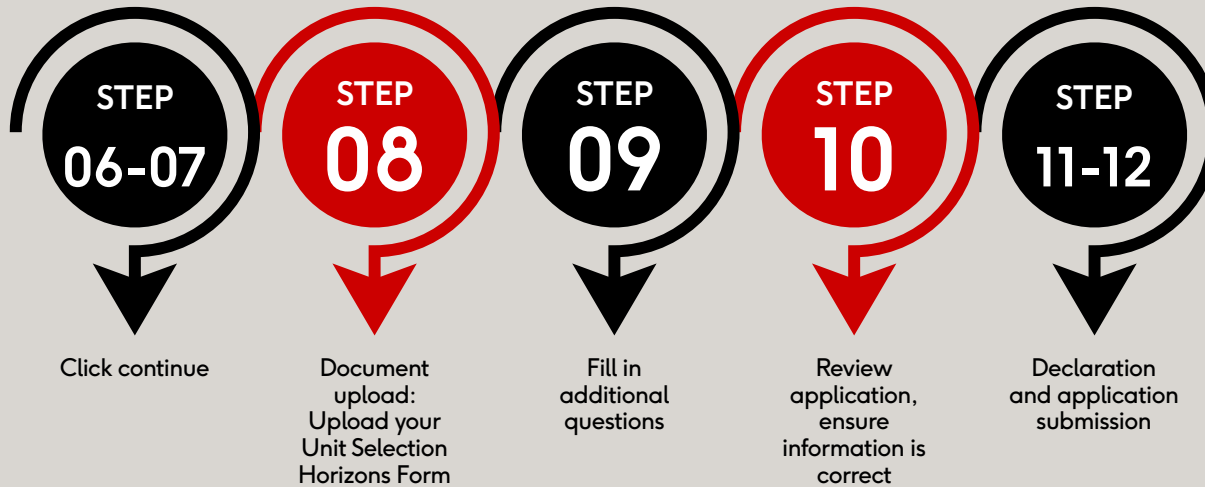 STEP
06-07
Click continue
STEP
08
Document
upload:
Upload your
Unit Selection
Horizons Form
STEP
09
Fill in
additional
questions
STEP
10
Review
application,
ensure
information is
correct
STEP
11-12
Declaration
and application
submission